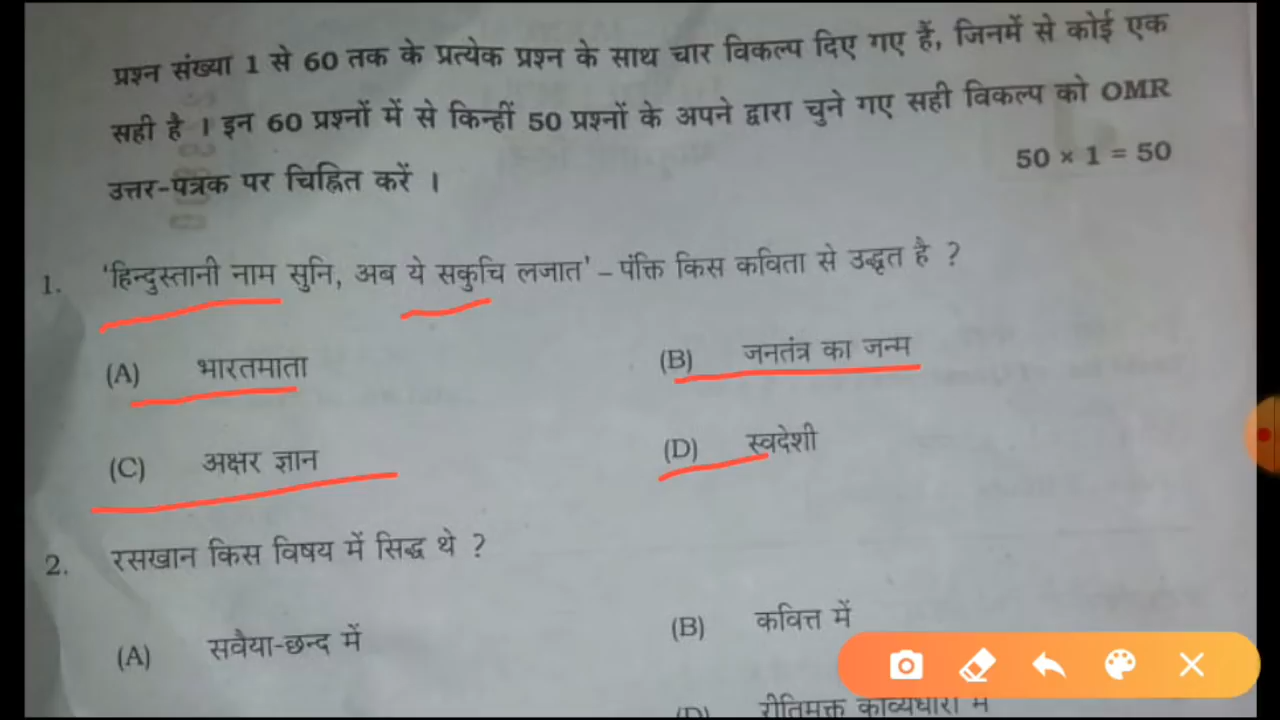 प्रश्न संख्या 1 से 60 तक के प्रत्येक प्रश्न के साथ चार विकल्प दिए गए हैं, जिनमें से कोई एक
सही है । इन 60 प्रश्नों में से किन्हीं 50 प्रश्नों के अपने द्वारा चुने गए सही विकल्प को OMR
उत्तर-पत्रक पर चिह्नित करें ।
50 × 1 = 50
1. 'हिन्दुस्तानी नाम सुनि, अब ये सकुचि लजात' – पंक्ति किस कविता से उद्धृत है ?
(A) भारतमाता (B) जनतंत्र का जन्म
(C) अक्षर ज्ञान (D) स्वदेशी
2. रसखान किस विषय में सिद्ध थे ?
(A) सवैया-छन्द में (B) कवित्त में
(D) रीतिमुक्त काव्यधारा में